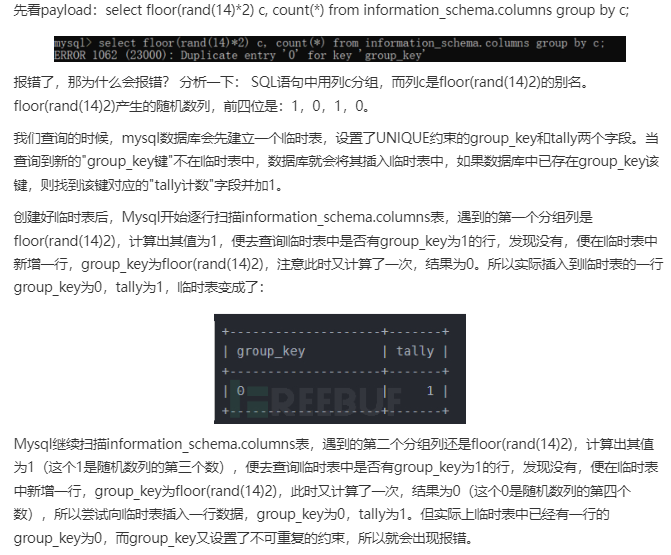 先看payload：select floor(rand(14)*2) c, count(*) from information_schema.columns group by c;
mysql> select floor(rand(14)*2) c, count(*) from information_schema.columns group by c;
ERROR 1062 (23000): Duplicate entry '0' for key 'group_key'
报错了，那为什么会报错？ 分析一下： SQL语句中用列c分组，而列c是floor(rand(14)2)的别名。
floor(rand(14)2)产生的随机数列，前四位是：1，0，1，0。
我们查询的时候，mysql数据库会先建立一个临时表，设置了UNIQUE约束的group_key和tally两个字段。当
查询到新的"group_key键"不在临时表中，数据库就会将其插入临时表中，如果数据库中已存在group_key该
键，则找到该键对应的"tally计数"字段并加1。
创建好临时表后，Mysql开始逐行扫描information_schema.columns表，遇到的第一个分组列是
floor(rand(14)2)，计算出其值为1，便去查询临时表中是否有group_key为1的行，发现没有，便在临时表中
新增一行，group_key为floor(rand(14)2)，注意此时又计算了一次，结果为0。所以实际插入到临时表的一行
group_key为0，tally为1，临时表变成了：
+--------------------+-------+
| group_key | tally |
+--------------------+-------+
| 0 | 1 |
+--------------------+-------+
FREEBUF
Mysql继续扫描information_schema.columns表，遇到的第二个分组列还是floor(rand(14)2)，计算出其值
为1（这个1是随机数列的第三个数），便去查询临时表中是否有group_key为1的行，发现没有，便在临时表
中新增一行，group_key为floor(rand(14)2)，此时又计算了一次，结果为0（这个0是随机数列的第四个
数），所以尝试向临时表插入一行数据，group_key为0，tally为1。但实际上临时表中已经有一行的
group_key为0，而group_key又设置了不可重复的约束，所以就会出现报错。